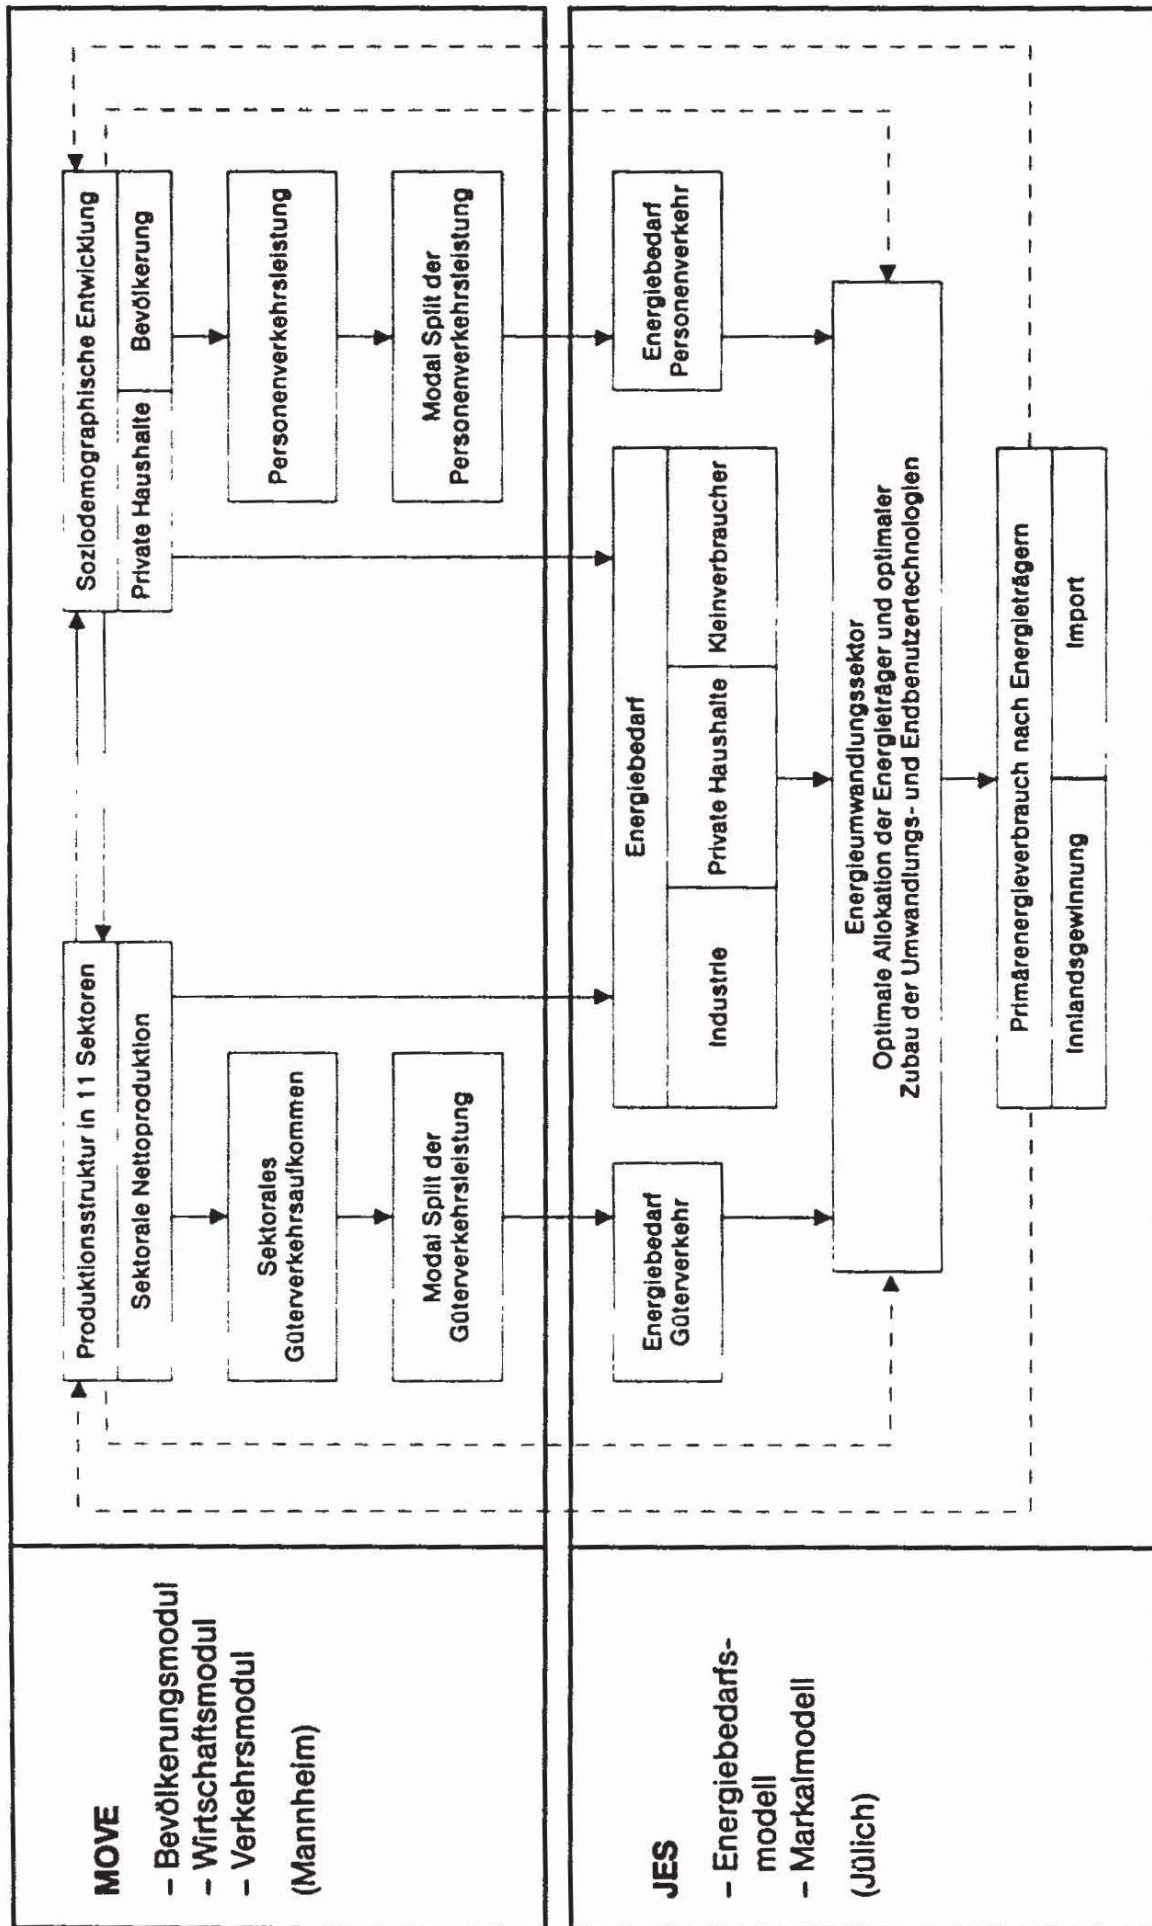 MOVE
– Bevölkerungsmodul
– Wirtschaftsmodul
– Verkehrsmodul
(Mannheim)
Produktionsstruktur in 11 Sektoren
Sektorale Nettoproduktion
Soziodemographische Entwicklung
Private Haushalte
Bevölkerung
Sektorales
Güterverkehrsaufkommen
Personenverkehrsleistung
Modal Split der
Güterverkehrsleistung
Modal Split der
Personenverkehrsleistung
JES
– Energiebedarfs-
modell
– Markalmodell
(Jülich)
Energiebedarf
Güterverkehr
Energiebedarf
Industrie
Private Haushalte
Kleinverbraucher
Energiebedarf
Personenverkehr
Energieumwandlungssektor
Optimale Allokation der Energieträger und optimaler
Zubau der Umwandlungs- und Endbenutzertechnologien
Primärenergieverbrauch nach Energieträgern
Innlandsgewinnung
Import